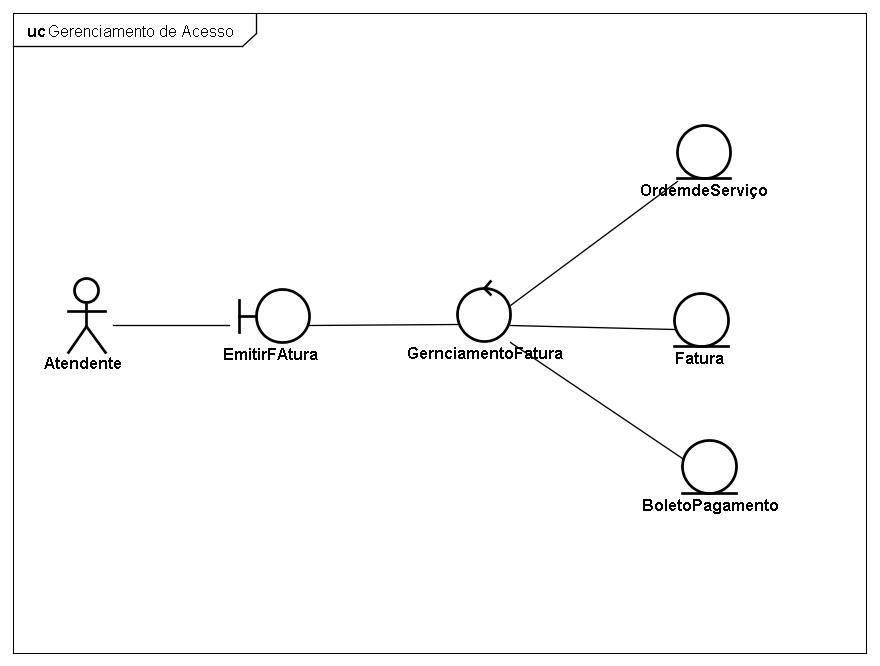 uc Gerenciamento de Acesso
OrdemdeServiço
Atendente
EmitirFAtura
GernciamentoFatura
Fatura
BoletoPagamento